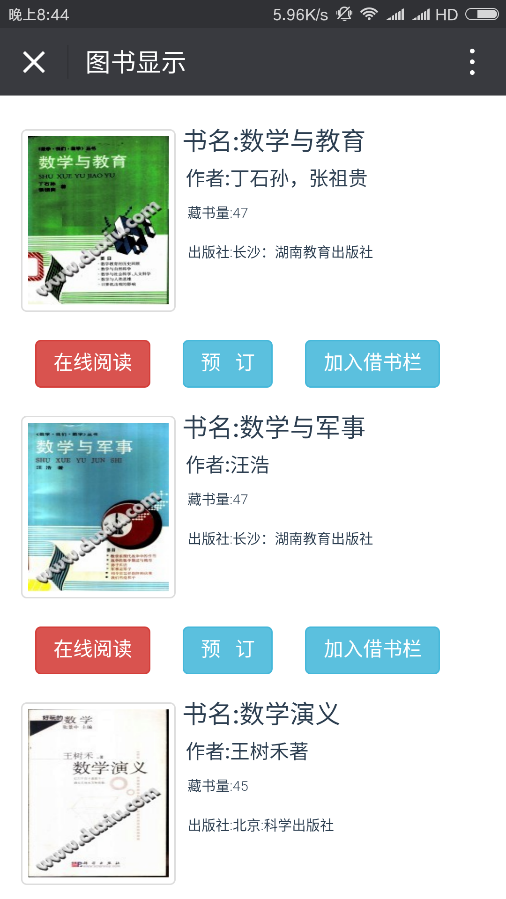 晚上8:44
5.96K/s
HD
图书显示
数学与教育
SHU XUE YU JIAO YU
丁石孙
www.duxiu.com
书名:数学与教育
作者:丁石孙，张祖贵
藏书量:47
出版社:长沙：湖南教育出版社
在线阅读
预 订
加入借书栏
数学与军事
SHU XUE YU JUN SHI
汪浩 著
www.duxiu.com
书名:数学与军事
作者:汪浩
藏书量:47
出版社:长沙：湖南教育出版社
在线阅读
预 订
加入借书栏
好玩的 数学
王树禾 著
数学演义
www.duxiu.com
科学出版社
书名:数学演义
作者:王树禾著
藏书量:45
出版社:北京:科学出版社